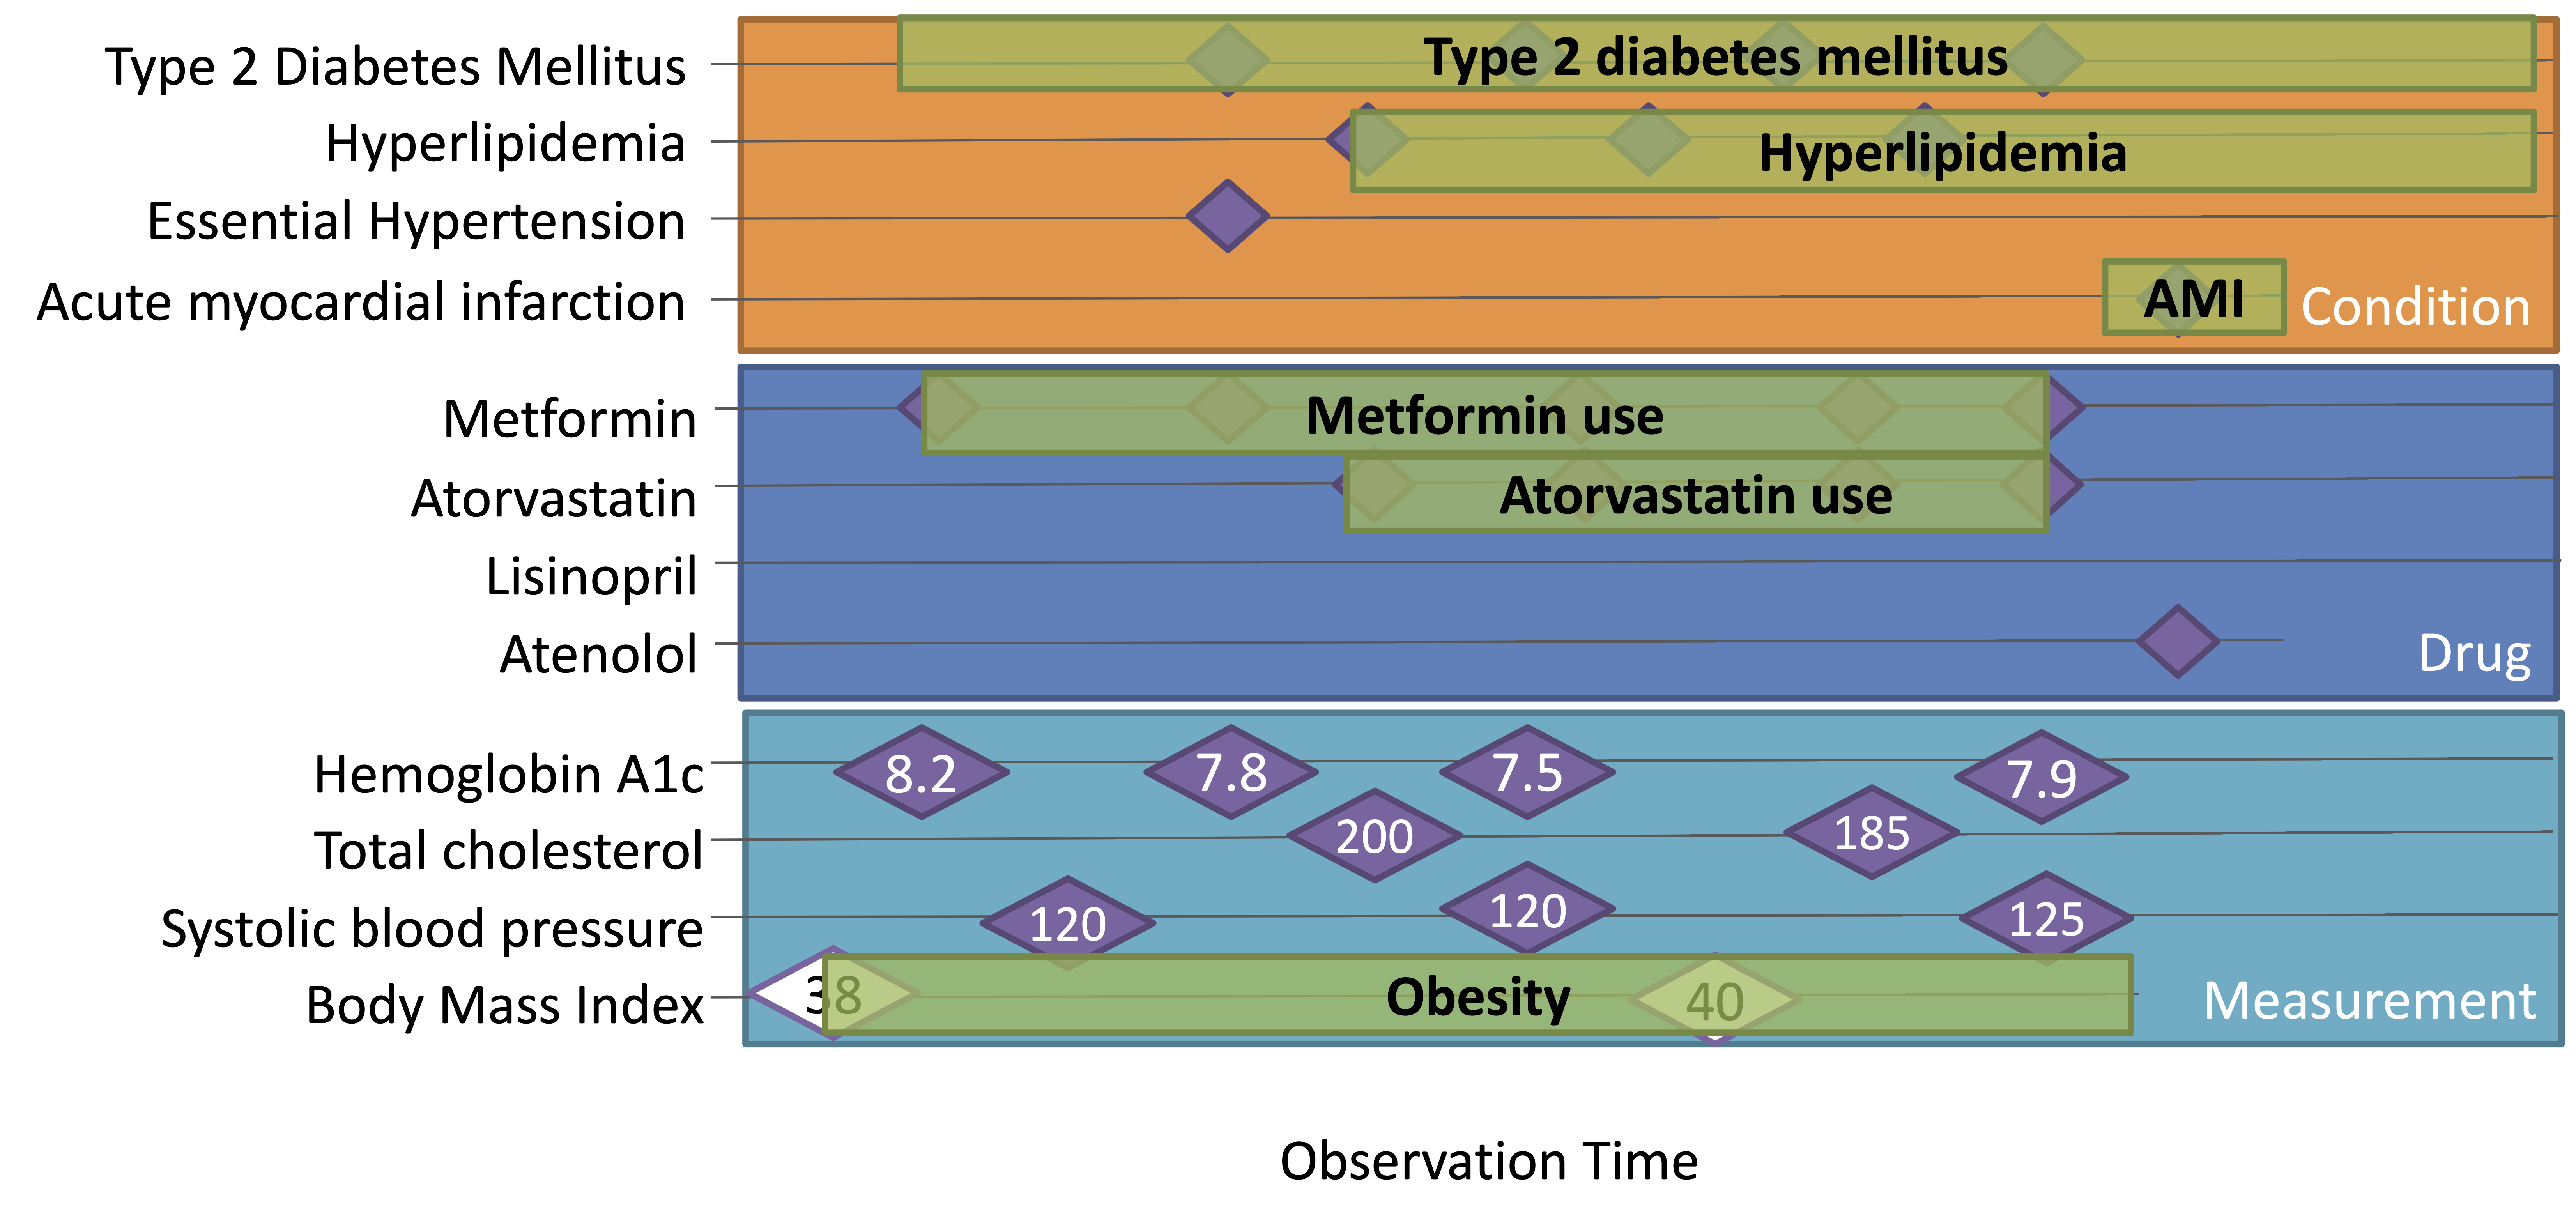 Type 2 Diabetes Mellitus
Type 2 diabetes mellitus
Hyperlipidemia
Hyperlipidemia
Essential Hypertension
Acute myocardial infarction
AMI
Condition
Metformin
Metformin use
Atorvastatin
Atorvastatin use
Lisinopril
Atenolol
Drug
Hemoglobin A1c
8.2
7.8
7.5
7.9
Total cholesterol
200
185
Systolic blood pressure
120
120
125
Body Mass Index
38
Obesity
40
Measurement
Observation Time